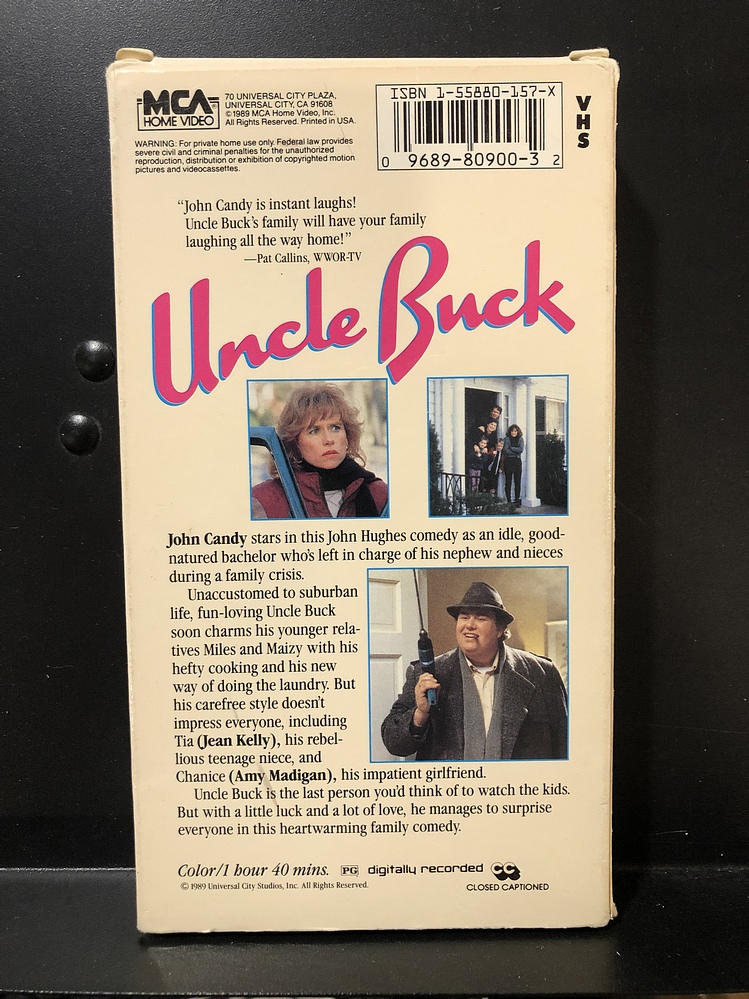 MCA
HOME VIDEO
70 UNIVERSAL CITY PLAZA,
UNIVERSAL CITY, CA 91608
©1989 MCA Home Video, Inc.
All Rights Reserved. Printed in USA.
WARNING: For private home use only. Federal law provides
severe civil and criminal penalties for the unauthorized
reproduction, distribution or exhibition of copyrighted motion
pictures and videocassettes.
ISBN 1-55880-157-X
0 9689-80900-3 2
VHS
“John Candy is instant laughs!
Uncle Buck’s family will have your family
laughing all the way home!”
—Pat Callins, WWOR-TV
Uncle Buck
John Candy stars in this John Hughes comedy as an idle, good-
natured bachelor who’s left in charge of his nephew and nieces
during a family crisis.
Unaccustomed to suburban
life, fun-loving Uncle Buck
soon charms his younger rela-
tives Miles and Maizy with his
hefty cooking and his new
way of doing the laundry. But
his carefree style doesn’t
impress everyone, including
Tia (Jean Kelly), his rebel-
lious teenage niece, and
Chanice (Amy Madigan), his impatient girlfriend.
Uncle Buck is the last person you’d think of to watch the kids.
But with a little luck and a lot of love, he manages to surprise
everyone in this heartwarming family comedy.
Color/1 hour 40 mins. PG digitally recorded CC
© 1989 Universal City Studios, Inc. All Rights Reserved.
CLOSED CAPTIONED